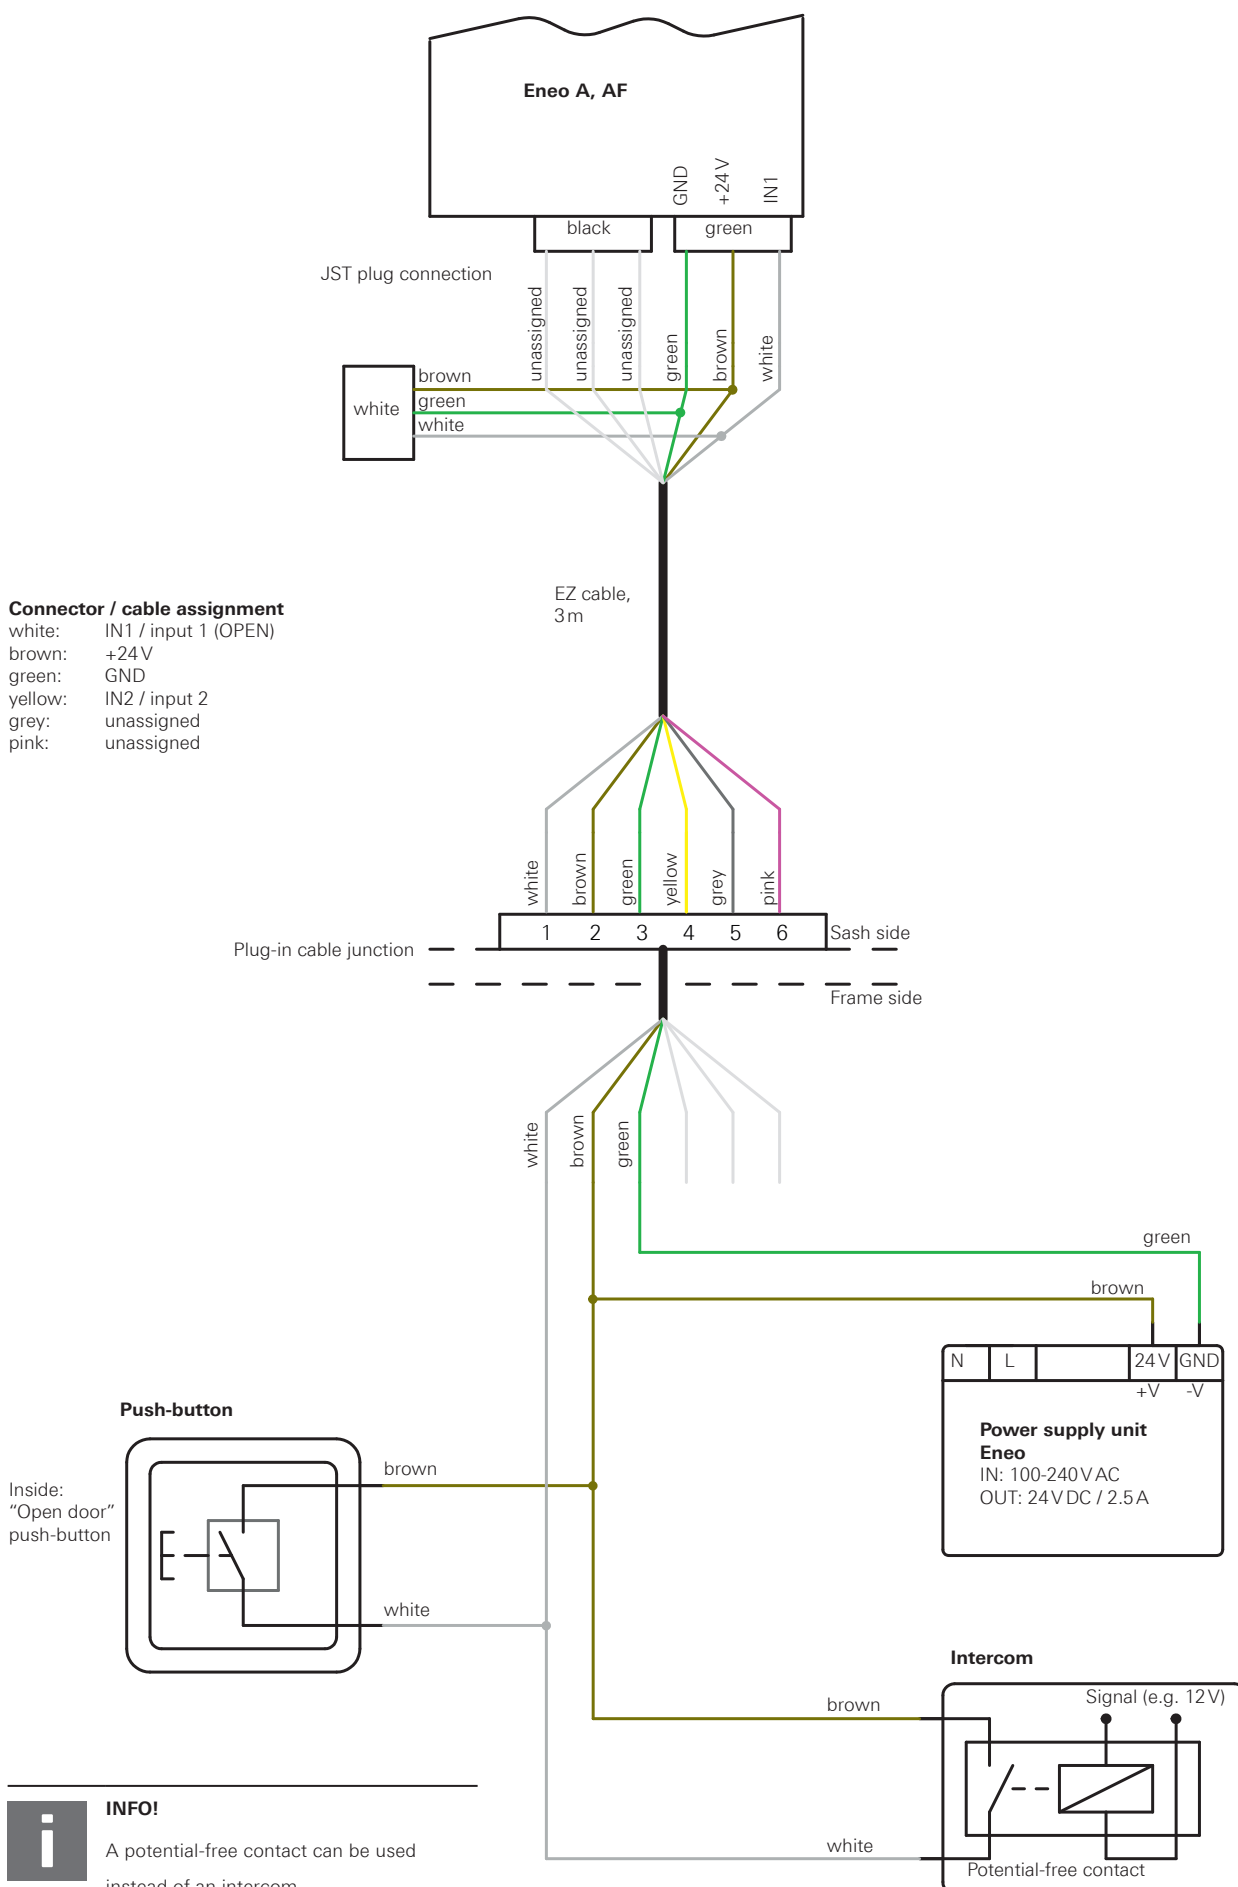 Eneo A, AF
GND
+24 V
IN1
black
green
JST plug connection
unassigned
unassigned
unassigned
green
brown
white
white
brown
green
white
EZ cable,
3 m
Connector / cable assignment
white: IN1 / input 1 (OPEN)
brown: +24 V
green: GND
yellow: IN2 / input 2
grey: unassigned
pink: unassigned
white
brown
green
yellow
grey
pink
1 2 3 4 5 6
Sash side
Plug-in cable junction
Frame side
white
brown
green
green
brown
N L 24 V GND
+V -V
Power supply unit
Eneo
IN: 100-240 V AC
OUT: 24 V DC / 2.5 A
Push-button
Inside:
“Open door”
push-button
brown
white
Intercom
Signal (e.g. 12 V)
brown
white
Potential-free contact
i
INFO!
A potential-free contact can be used
instead of an intercom